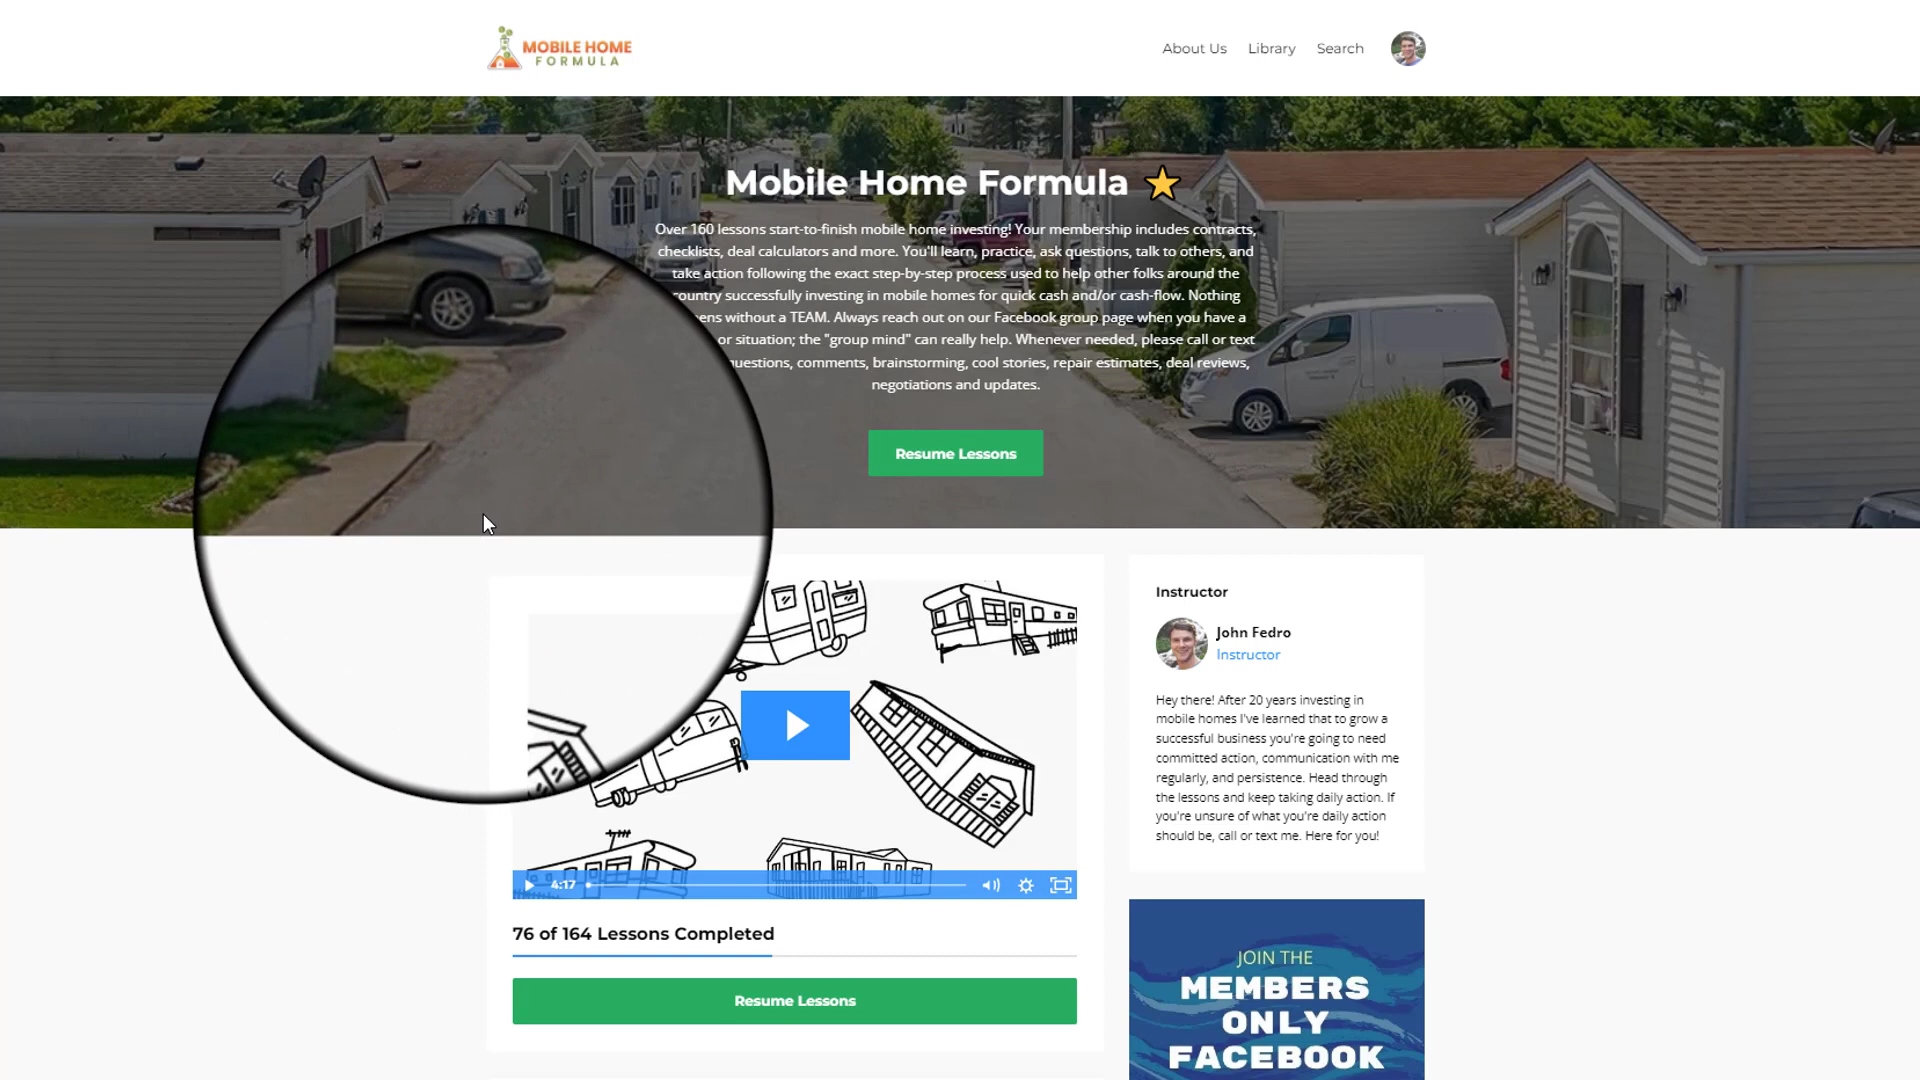 MOBILE HOME
FORMULA
About Us
Library
Search
Mobile Home Formula
Over 160 lessons start-to-finish mobile home investing! Your membership includes contracts,
checklists, deal calculators and more. You'll learn, practice, ask questions, talk to others, and
take action following the exact step-by-step process used to help other folks around the
country successfully investing in mobile homes for quick cash and/or cash-flow. Nothing
without a TEAM. Always reach out on our Facebook group page when you have a
or situation; the "group mind" can really help. Whenever needed, please call or text
questions, comments, brainstorming, cool stories, repair estimates, deal reviews,
negotiations and updates.
Resume Lessons
4:17
76 of 164 Lessons Completed
Resume Lessons
Instructor
John Fedro
Instructor
Hey there! After 20 years investing in
mobile homes I've learned that to grow a
successful business you're going to need
committed action, communication with me
regularly, and persistence. Head through
the lessons and keep taking daily action. If
you're unsure of what you're daily action
should be, call or text me. Here for you!
JOIN THE
MEMBERS
ONLY
FACEBOOK